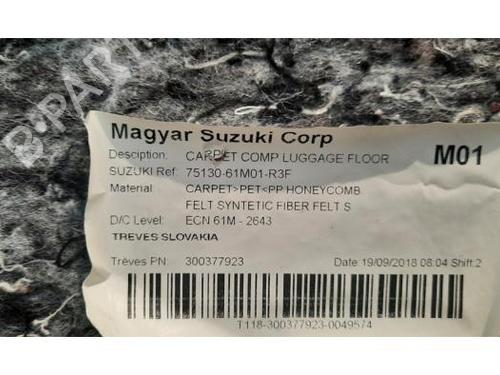 B-PARTS
Magyar Suzuki Corp
Desciption: CARPET COMP LUGGAGE FLOOR M01
SUZUKI Ref: 75130-61M01-R3F
Material CARPET>PET<PP HONEYCOMB
FELT SYNTETIC FIBER FELT S
D/C Level: ECN 61M - 2643
TREVES SLOVAKIA
Trèves PN: 300377923 Date 19/09/2018 08:04 Shift:2
T118-300377923-0049574